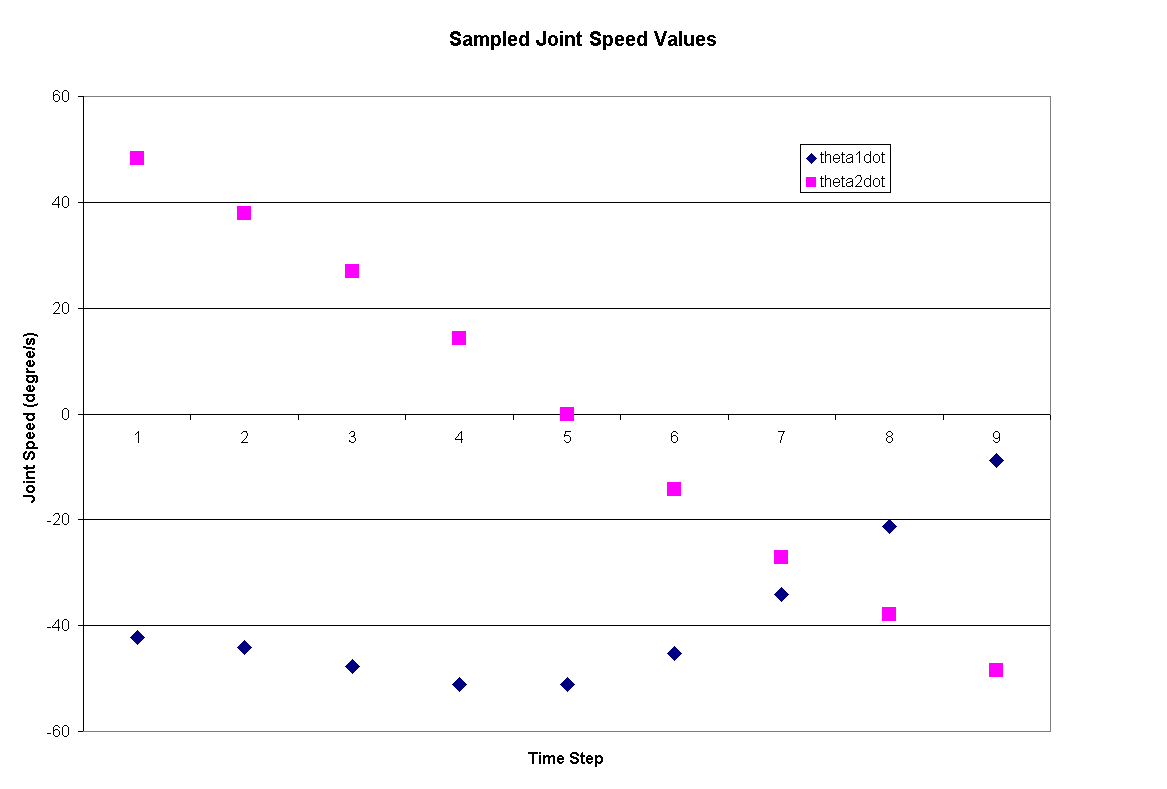 Sampled Joint Speed Values
60
theta1dot
theta2dot
40
20
Joint Speed (degree/s)
0
1 2 3 4 5 6 7 8 9
-20
-40
-60
Time Step